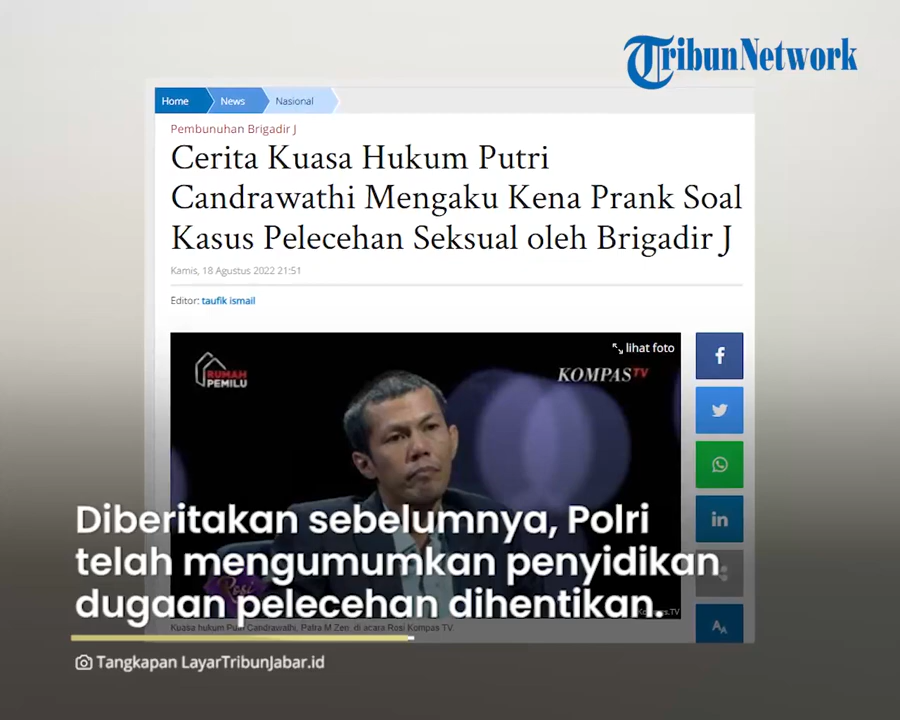 TribunNetwork
Home News Nasional
Pembunuhan Brigadir J
Cerita Kuasa Hukum Putri
Candrawathi Mengaku Kena Prank Soal
Kasus Pelecehan Seksual oleh Brigadir J
Kamis, 18 Agustus 2022 21:51
Editor: taufik ismail
lihat foto
RUMAH
PEMILU
KOMPASTV
Diberitakan sebelumnya, Polri
telah mengumumkan penyidikan
dugaan pelecehan dihentikan.
Rosi
Kompas.TV
Kuasa hukum Putri Candrawathi, Patra M Zen, di acara Rosi Kompas TV.
Tangkapan LayarTribunJabar.id